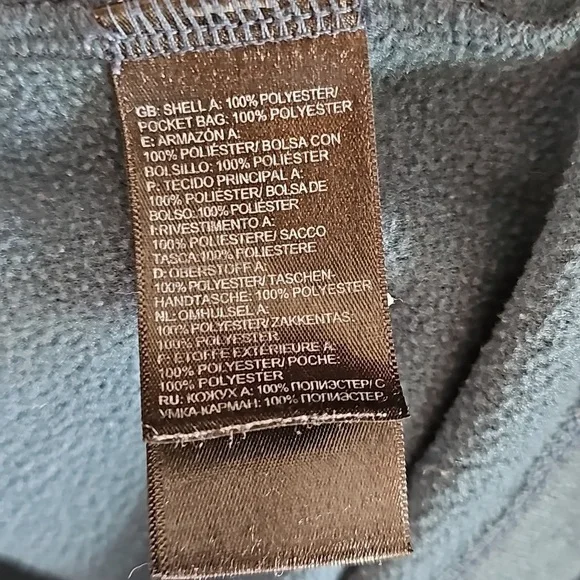 GB: SHELL A: 100% POLYESTER/
POCKET BAG: 100% POLYESTER
E: ARMAZÓN A:
100% POLIÉSTER/ BOLSA CON
BOLSILLO: 100% POLIÉSTER
P: TECIDO PRINCIPAL A:
100% POLIÉSTER/ BOLSA DE
BOLSO: 100% POLIÉSTER
I:RIVESTIMENTO A:
100% POLIESTERE/ SACCO
TASCA:100% POLIESTERE
D: OBERSTOFF A:
100% POLYESTER/TASCHEN-
HANDTASCHE: 100% POLYESTER
NL: OMHULSEL A:
100% POLYESTER/ZAKKENTAS:
100% POLYESTER
F: ÉTOFFE EXTÉRIEURE A:
100% POLYESTER/ POCHE:
100% POLYESTER
RU: КОЖУХ А: 100% ПОЛИЭСТЕР/ С
УМКА-КАРМАН: 100% ПОЛИЭСТЕР